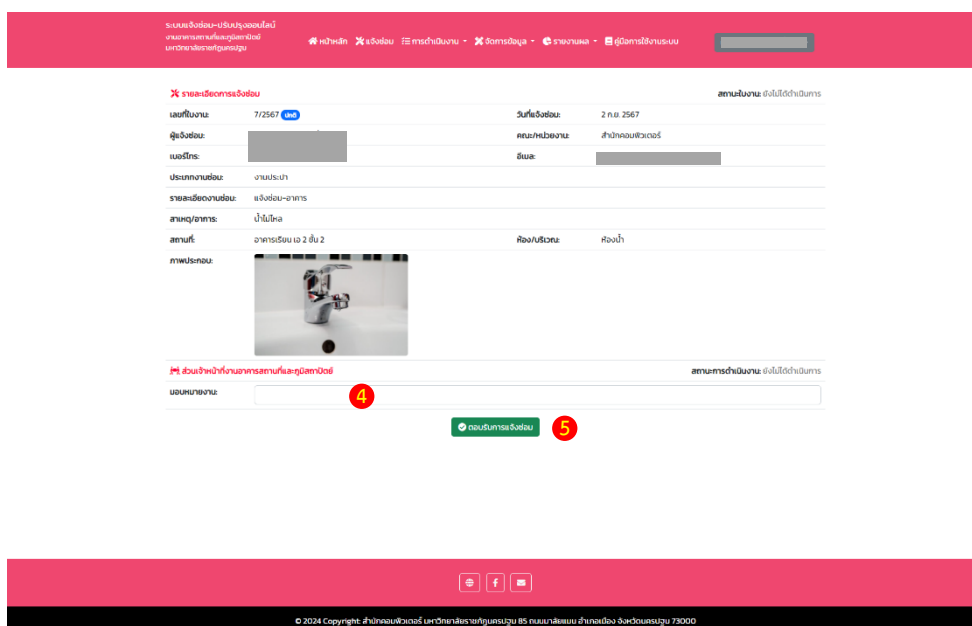 ระบบแจ้งซ่อม-ปรับปรุงออนไลน์
งานอาคารสถานที่และภูมิสถาปัตย์
มหาวิทยาลัยราชภัฏนครปฐม
หน้าหลัก แจ้งซ่อม การดำเนินงาน จัดการข้อมูล รายงานผล คู่มือการใช้งานระบบ
รายละเอียดการแจ้งซ่อม สถานะใบงาน: ยังไม่ได้ดำเนินการ
เลขที่ใบงาน: 7/2567 ปกติ วันที่แจ้งซ่อม: 2 ก.ย. 2567
ผู้แจ้งซ่อม: คณะ/หน่วยงาน: สำนักคอมพิวเตอร์
เบอร์โทร: อีเมล:
ประเภทงานซ่อม: งานประปา
รายละเอียดงานซ่อม: แจ้งซ่อม-อาคาร
สาเหตุ/อาการ: น้ำไม่ไหล
สถานที่: อาคารเรียน เอ 2 ชั้น 2 ห้อง/บริเวณ: ห้องน้ำ
ภาพประกอบ:
ส่วนเจ้าหน้าที่งานอาคารสถานที่และภูมิสถาปัตย์ สถานะการดำเนินงาน: ยังไม่ได้ดำเนินการ
มอบหมายงาน: 4
ตอบรับการแจ้งซ่อม 5
© 2024 Copyright: สำนักคอมพิวเตอร์ มหาวิทยาลัยราชภัฏนครปฐม 85 ถนนมาลัยแมน อำเภอเมือง จังหวัดนครปฐม 73000